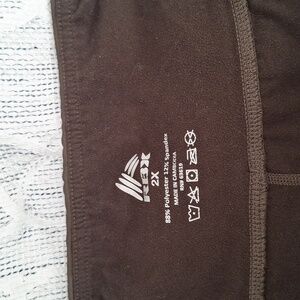 RBX
2X
88% Polyester 12% Spandex
MADE IN CAMBODIA